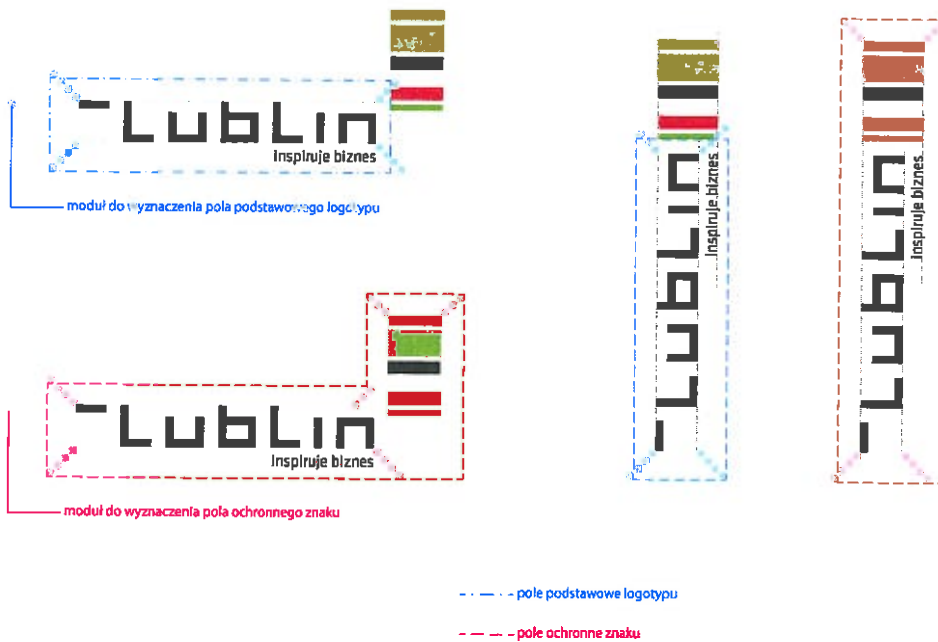 Lublin
inspiruje biznes
moduł do wyznaczenia pola podstawowego logotypu
Lublin
inspiruje biznes
moduł do wyznaczenia pola ochronnego znaku
Lublin
inspiruje biznes
Lublin
inspiruje biznes
pole podstawowe logotypu
pole ochronne znaku